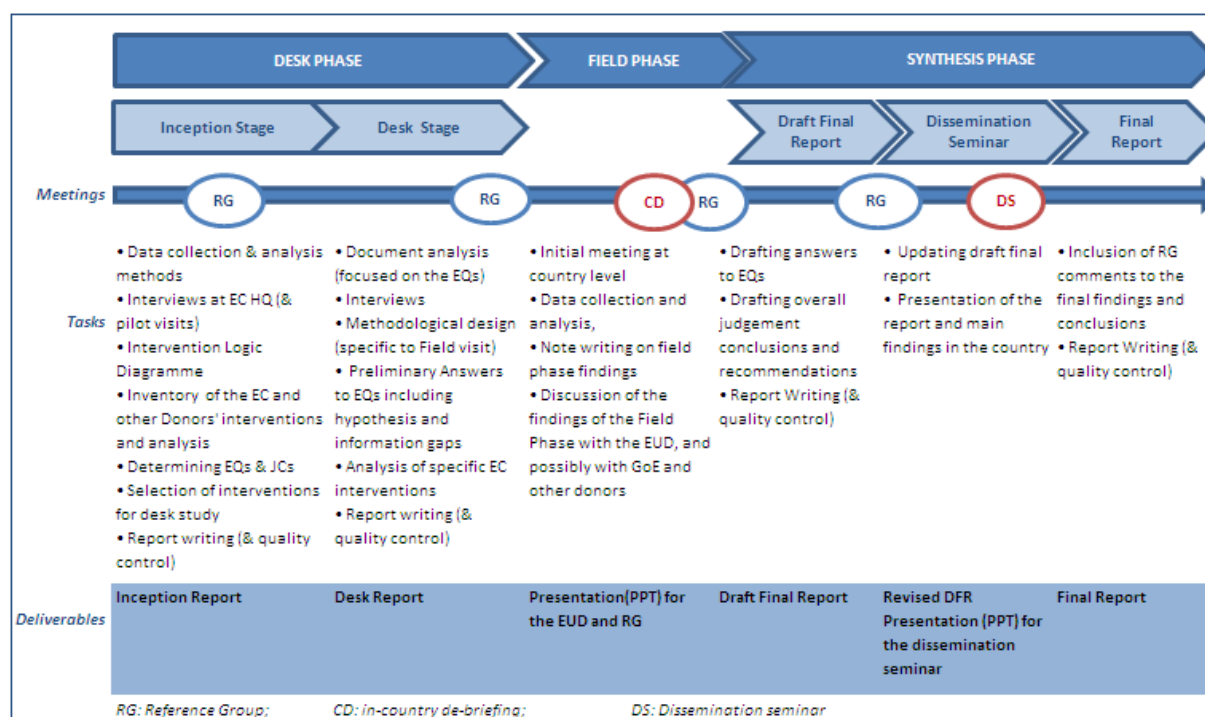 DESK PHASE
FIELD PHASE
SYNTHESIS PHASE
Inception Stage
Desk Stage
Draft Final
Report
Dissemination
Seminar
Final
Report
Meetings
RG
RG
CD
RG
RG
DS
Tasks
• Data collection & analysis
methods
• Interviews at EC HQ (&
pilot visits)
• Intervention Logic
Diagramme
• Inventory of the EC and
other Donors' interventions
and analysis
• Determining EQs & JCs
• Selection of interventions
for desk study
• Report writing (& quality
control)
• Document analysis
(focused on the EQs)
• Interviews
• Methodological design
(specific to Field visit)
• Preliminary Answers
to EQs including
hypothesis and
information gaps
• Analysis of specific EC
interventions
• Report writing (&
quality control)
• Initial meeting at
country level
• Data collection and
analysis,
• Note writing on field
phase findings
• Discussion of the
findings of the Field
Phase with the EUD, and
possibly with GoE and
other donors
• Drafting answers to
EQs
• Drafting overall
judgement
conclusions and
recommendations
• Report Writing (&
quality control)
• Updating draft final
report
• Presentation of the
report and main
findings in the country
• Inclusion of RG
comments to the
final findings and
conclusions
• Report Writing (&
quality control)
Deliverables
Inception Report
Desk Report
Presentation(PPT) for
the EUD and RG
Draft Final Report
Revised DFR
Presentation (PPT) for
the dissemination
seminar
Final Report
RG: Reference Group;
CD: in-country de-briefing;
DS: Dissemination seminar